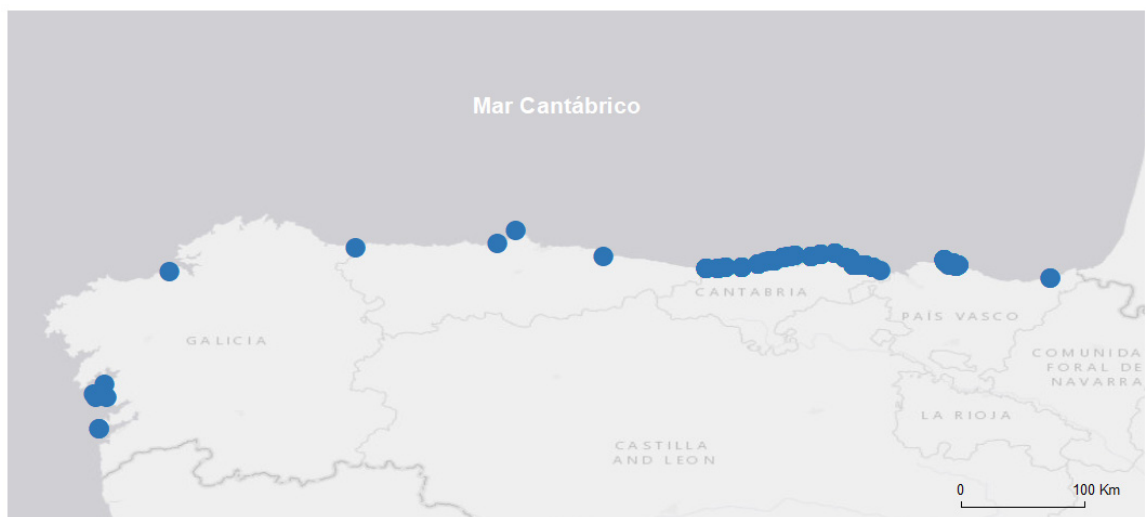 Mar Cantábrico
CANTABRIA
PAÍS VASCO
GALICIA
COMUNIDA
FORAL DE
NAVARRA
LA RIOJA
CASTILLA
AND LEON
0 100 Km